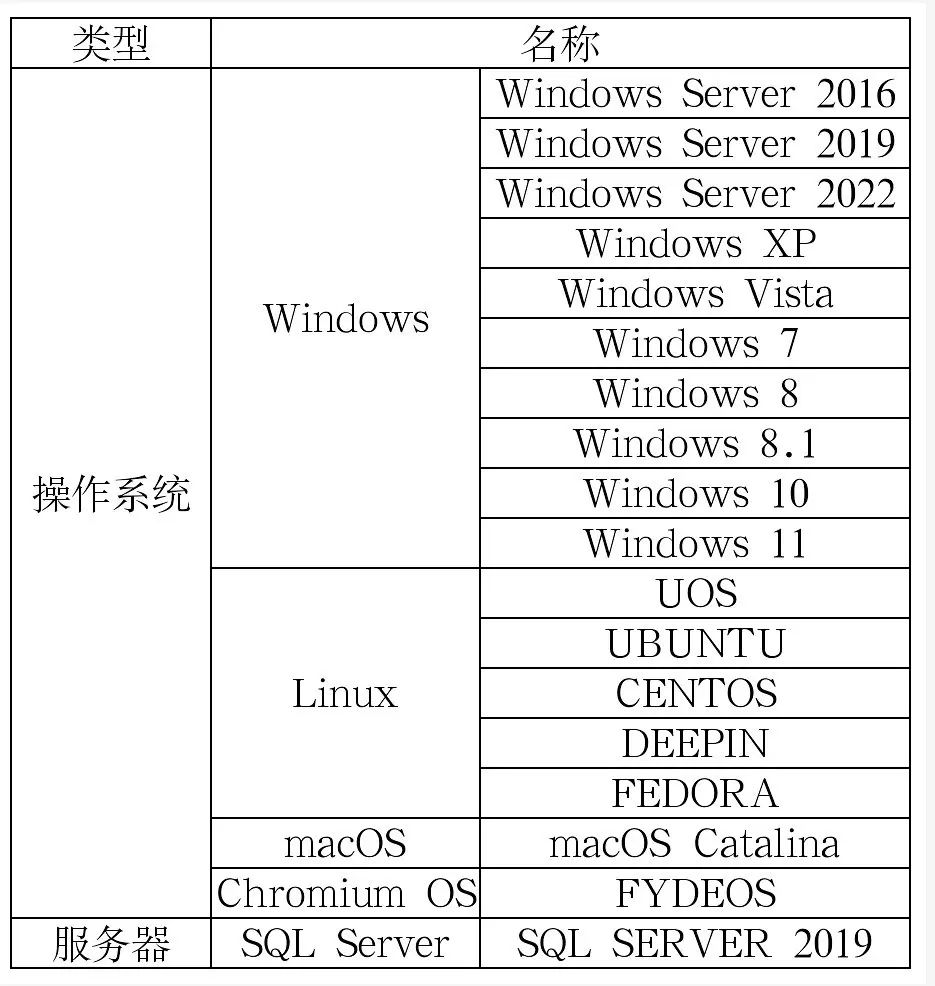 类型 名称
操作系统 Windows Windows Server 2016
Windows Server 2019
Windows Server 2022
Windows XP
Windows Vista
Windows 7
Windows 8
Windows 8.1
Windows 10
Windows 11
Linux UOS
UBUNTU
CENTOS
DEEPIN
FEDORA
macOS macOS Catalina
Chromium OS FYDEOS
服务器 SQL Server SQL SERVER 2019